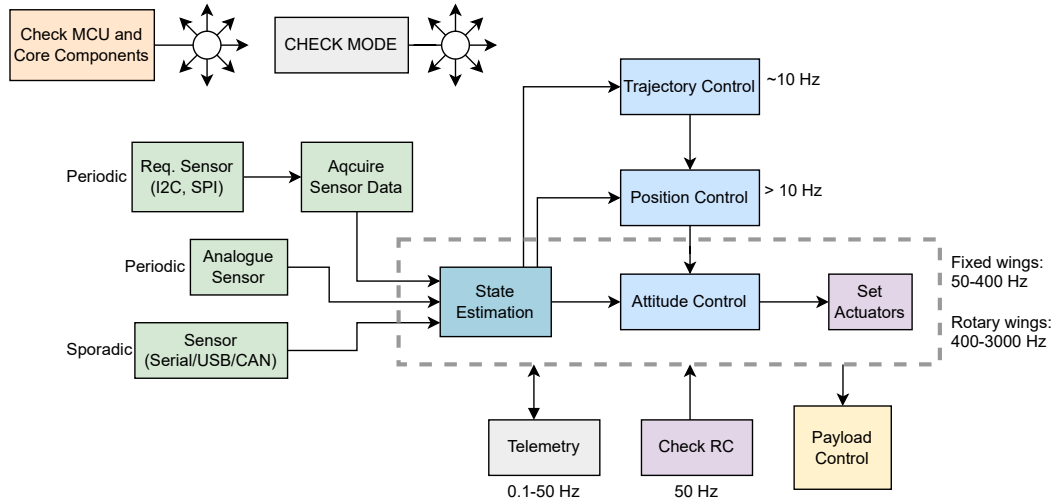 Check MCU and
Core Components
CHECK MODE
Trajectory Control
~10 Hz
Periodic
Req. Sensor
(I2C, SPI)
Aqcuire
Sensor Data
Position Control
> 10 Hz
Periodic
Analogue
Sensor
State
Estimation
Attitude Control
Set
Actuators
Fixed wings:
50-400 Hz
Rotary wings:
400-3000 Hz
Sporadic
Sensor
(Serial/USB/CAN)
Telemetry
0.1-50 Hz
Check RC
50 Hz
Payload
Control